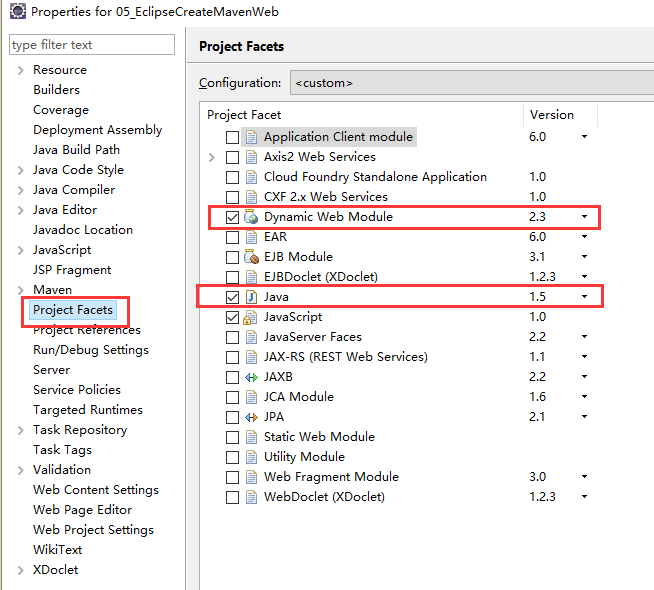 Properties for 05_EclipseCreateMavenWeb
type filter text
Resource
Builders
Coverage
Deployment Assembly
Java Build Path
Java Code Style
Java Compiler
Java Editor
Javadoc Location
JavaScript
JSP Fragment
Maven
Project Facets
Project References
Run/Debug Settings
Server
Service Policies
Targeted Runtimes
Task Repository
Task Tags
Validation
Web Content Settings
Web Page Editor
Web Project Settings
WikiText
XDoclet
Project Facets
Configuration: <custom>
Project Facet Version
Application Client module 6.0
Axis2 Web Services
Cloud Foundry Standalone Application 1.0
CXF 2.x Web Services 1.0
Dynamic Web Module 2.3
EAR 6.0
EJB Module 3.1
EJBDoclet (XDoclet) 1.2.3
Java 1.5
JavaScript 1.0
JavaServer Faces 2.2
JAX-RS (REST Web Services) 1.1
JAXB 2.2
JCA Module 1.6
JPA 2.1
Static Web Module
Utility Module
Web Fragment Module 3.0
WebDoclet (XDoclet) 1.2.3